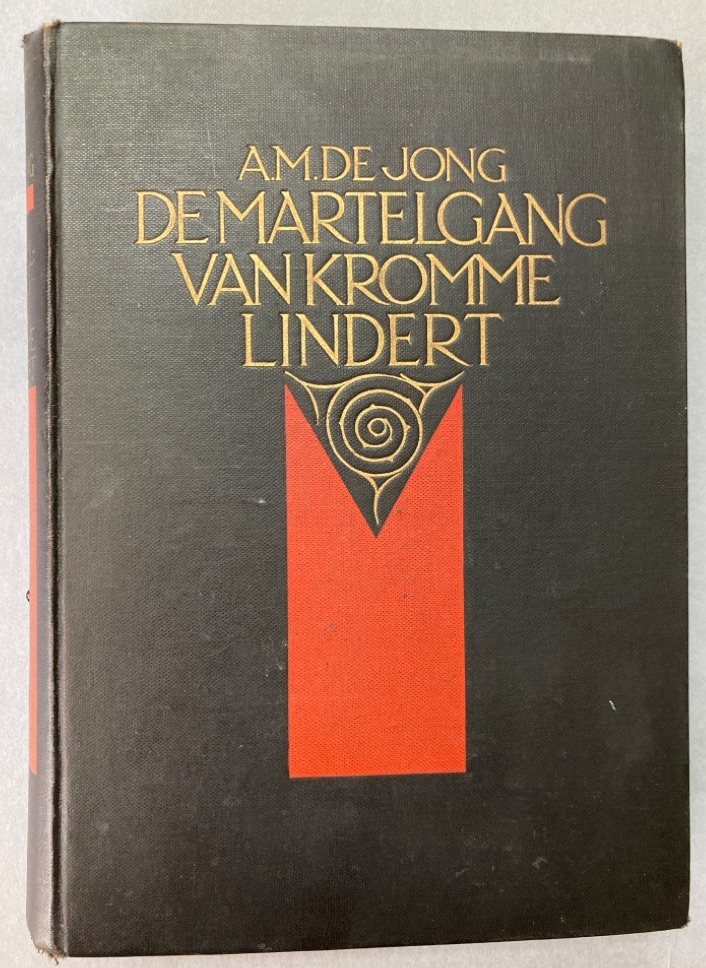 A.M. DE JONG
DE MARTELGANG
VAN KROMME
LINDERT